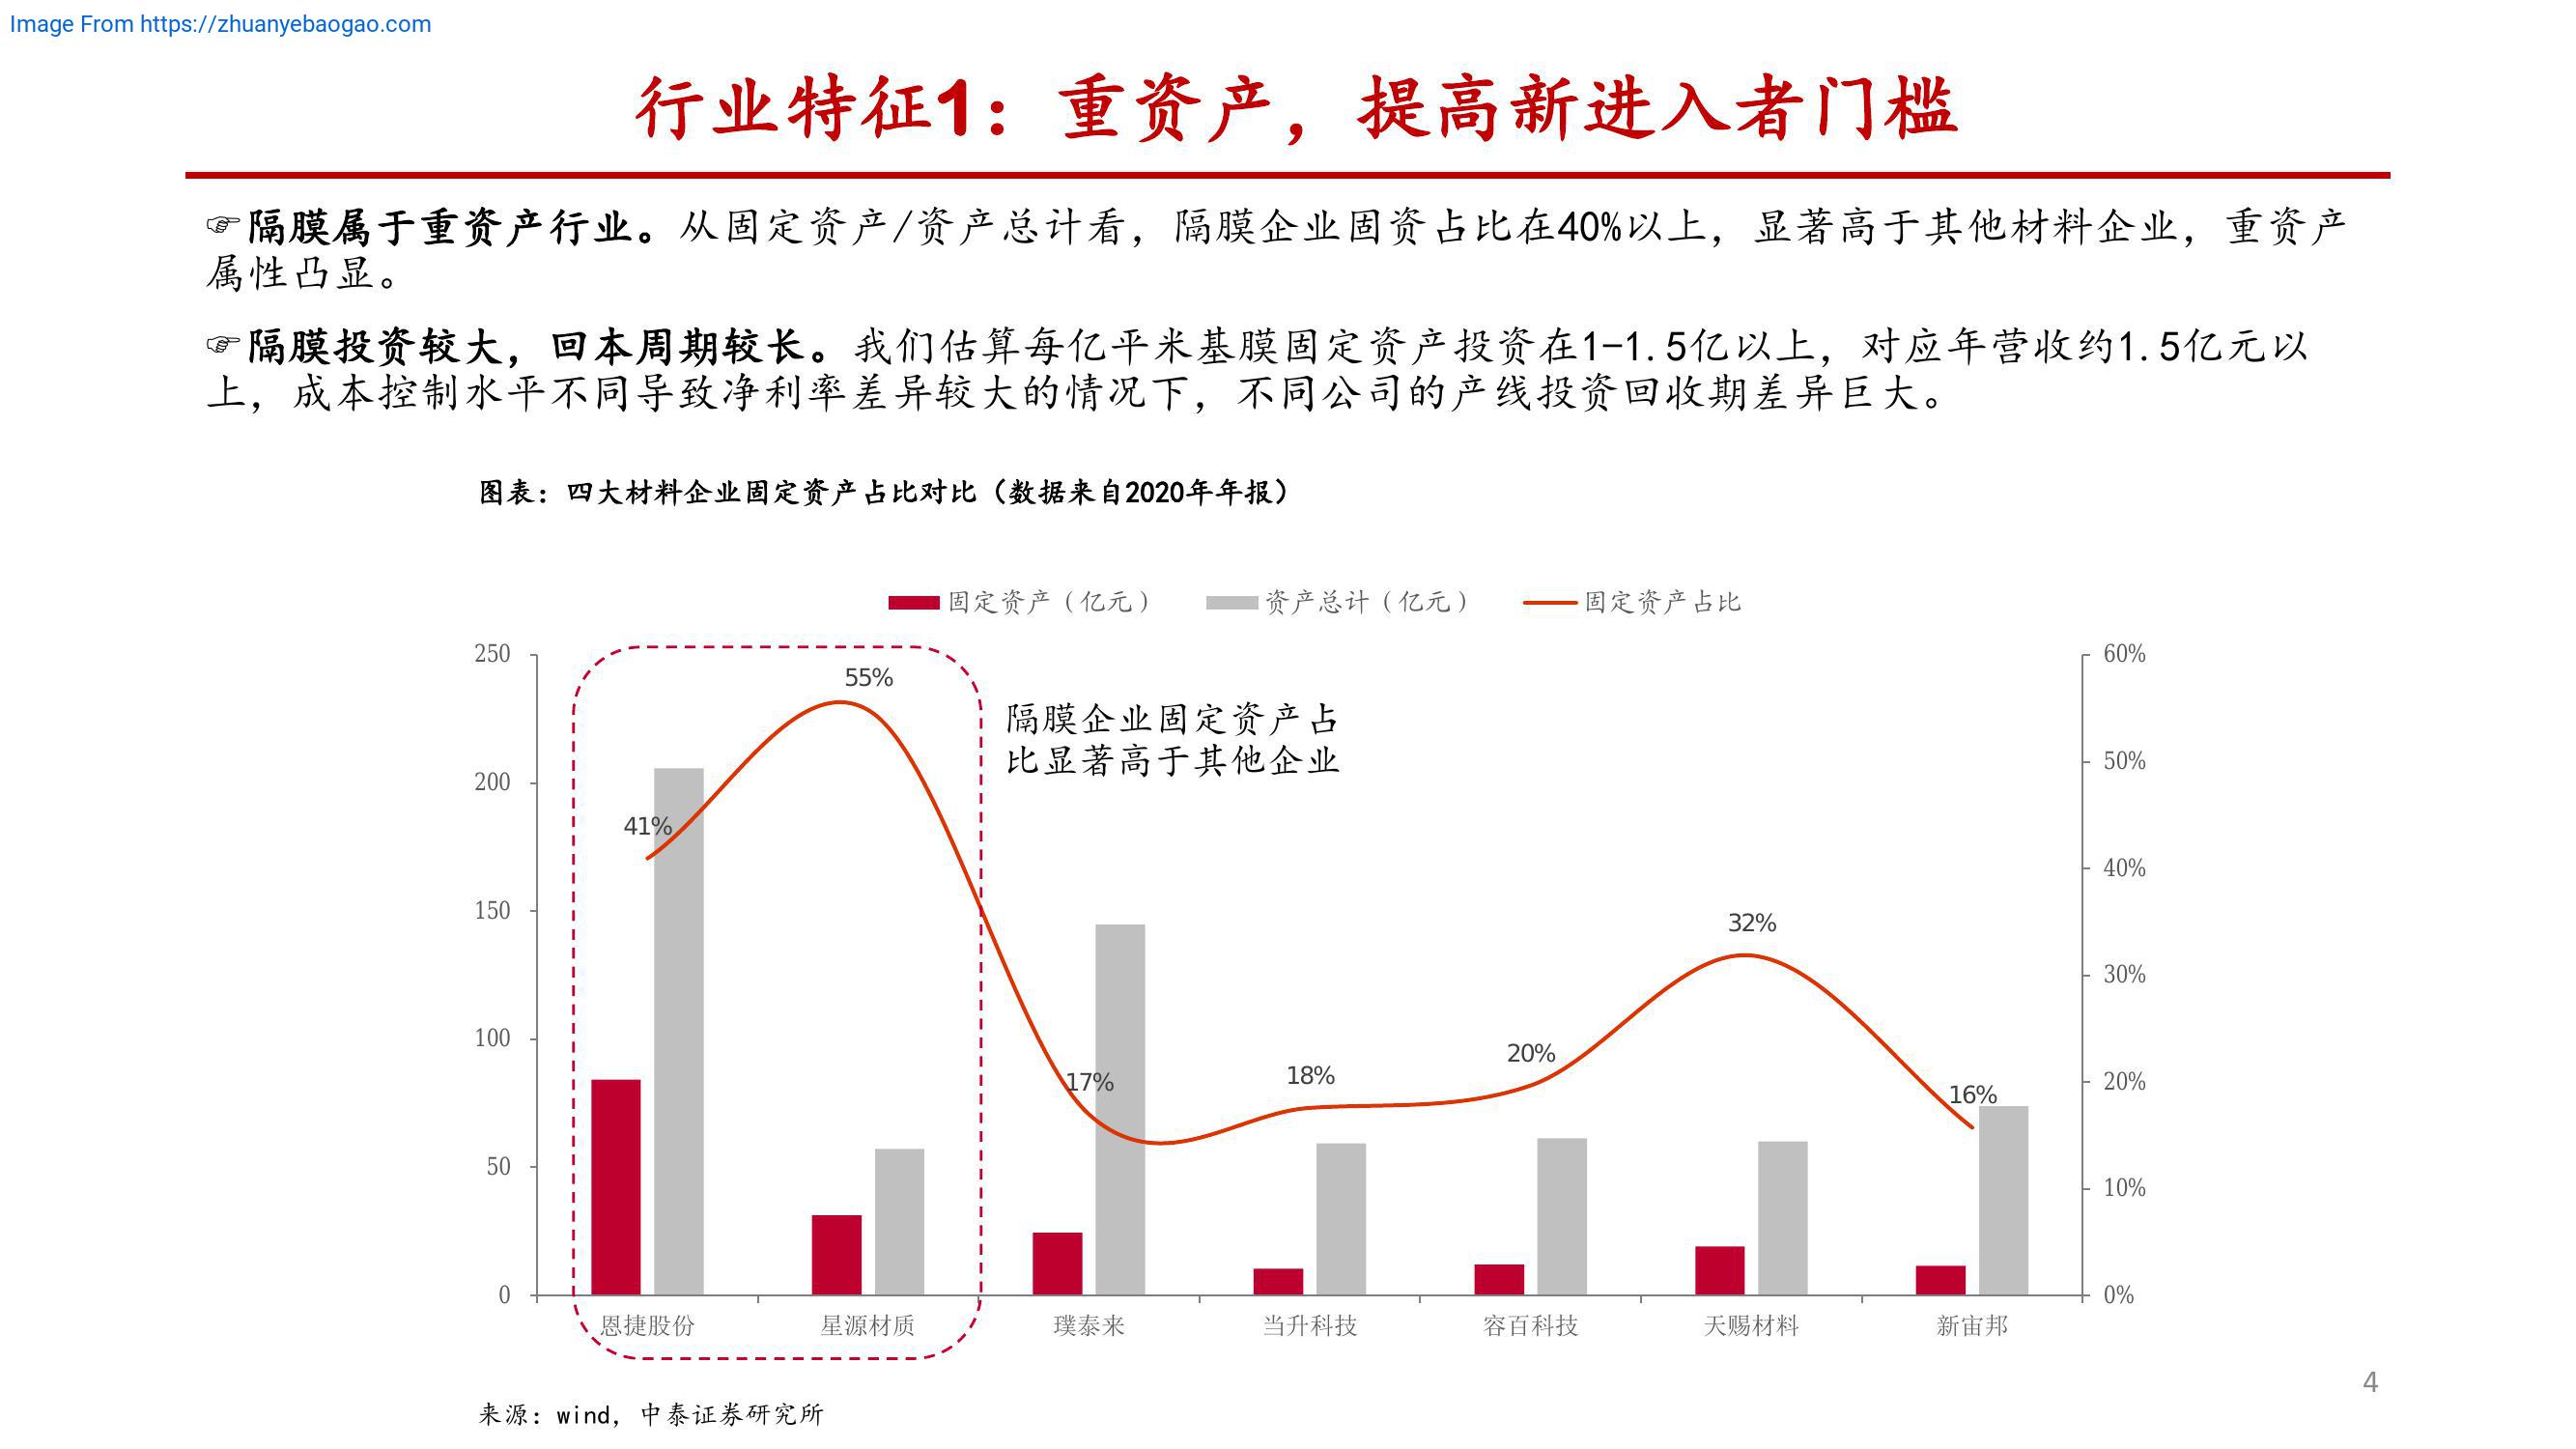 Image From https://zhuanyebaogao.com
行业特征1：重资产，提高新进入者门槛
☞隔膜属于重资产行业。从固定资产/资产总计看，隔膜企业固资占比在40%以上，显著高于其他材料企业，重资产
属性凸显。
☞隔膜投资较大，回本周期较长。我们估算每亿平米基膜固定资产投资在1-1.5亿以上，对应年营收约1.5亿元以
上，成本控制水平不同导致净利率差异较大的情况下，不同公司的产线投资回收期差异巨大。
图表：四大材料企业固定资产占比对比（数据来自2020年年报）
固定资产（亿元） 资产总计（亿元） 固定资产占比
250
200
150
100
50
0
60%
50%
40%
30%
20%
10%
0%
41%
55%
17%
18%
20%
32%
16%
隔膜企业固定资产占
比显著高于其他企业
恩捷股份 星源材质 璞泰来 当升科技 容百科技 天赐材料 新宙邦
来源：wind，中泰证券研究所
4